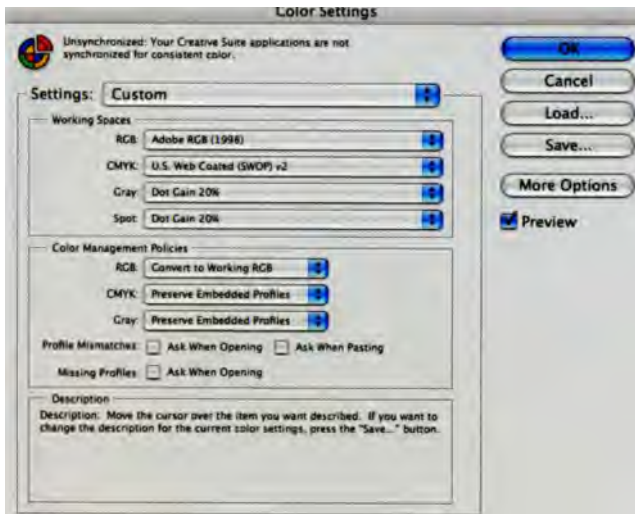 Color Settings
Unsynchronized: Your Creative Suite applications are not
synchronized for consistent color.
OK
Cancel
Load...
Save...
More Options
Preview
Settings: Custom
Working Spaces
RGB: Adobe RGB (1998)
CMYK: U.S. Web Coated (SWOP) v2
Gray: Dot Gain 20%
Spot: Dot Gain 20%
Color Management Policies
RGB: Convert to Working RGB
CMYK: Preserve Embedded Profiles
Gray: Preserve Embedded Profiles
Profile Mismatches: Ask When Opening Ask When Pasting
Missing Profiles: Ask When Opening
Description
Description: Move the cursor over the item you want described. If you want to
change the description for the current color settings, press the "Save..." button.